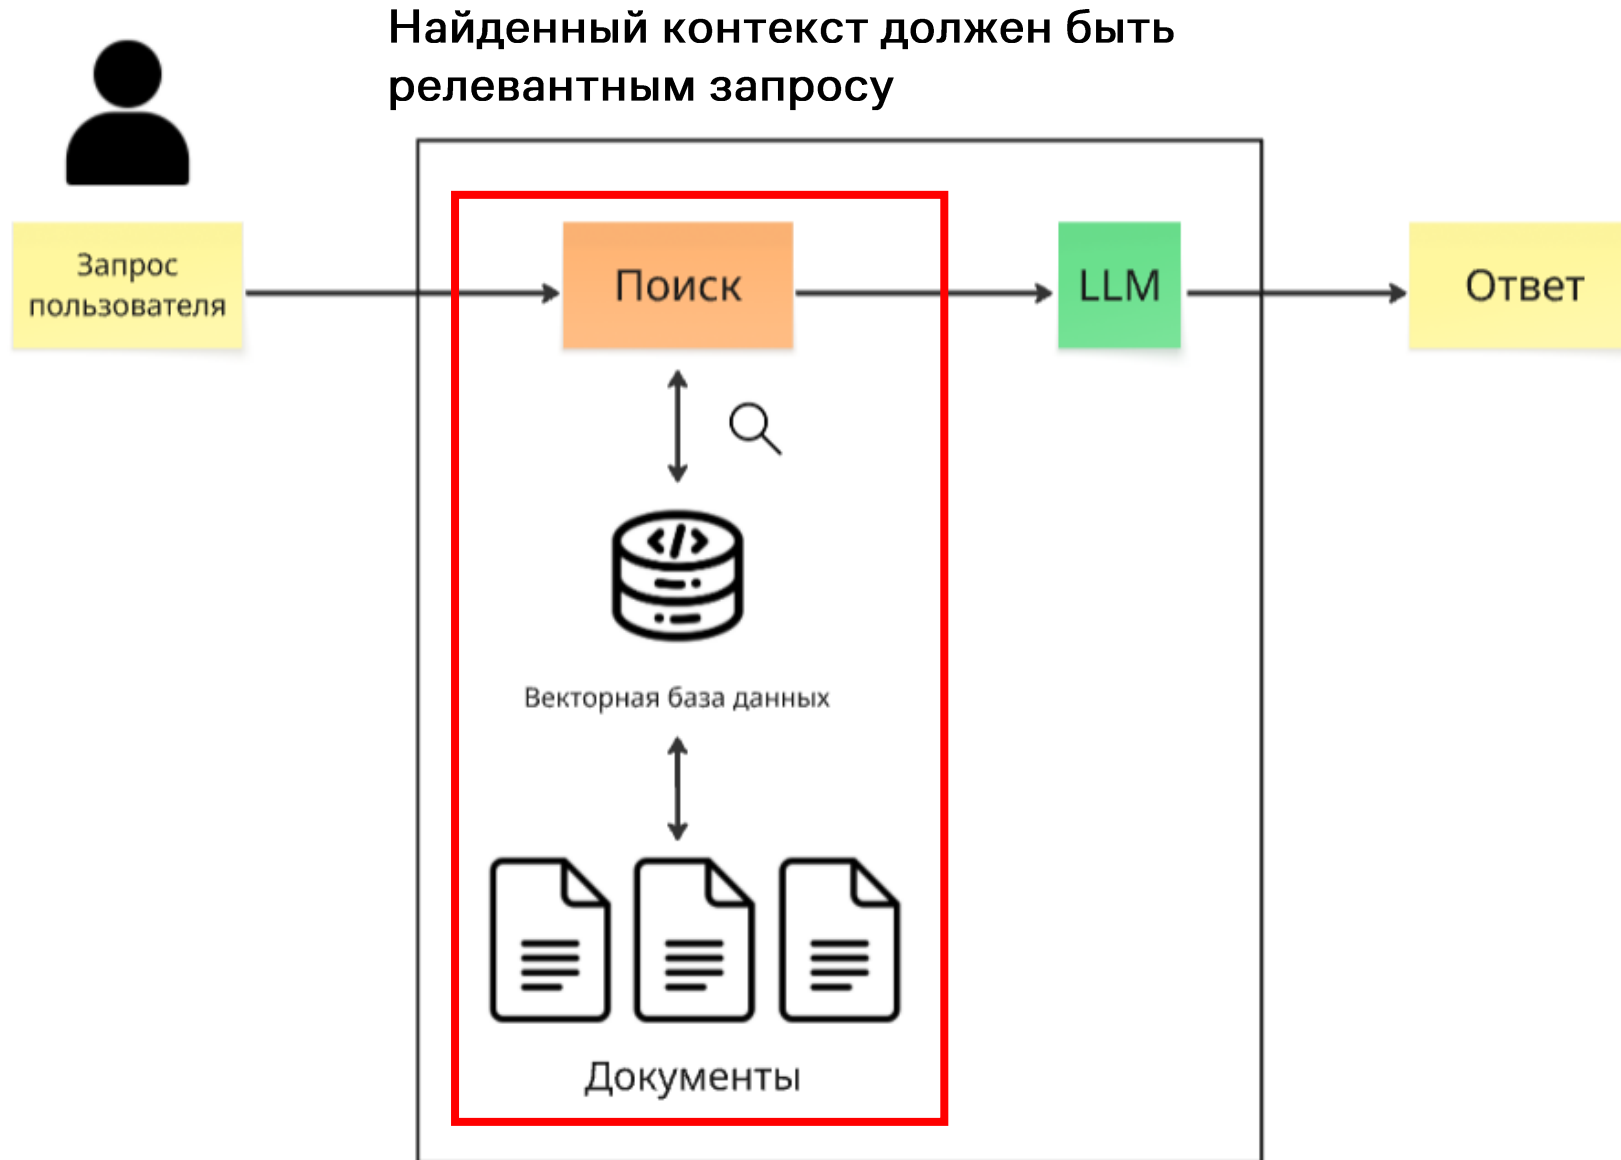 Найденный контекст должен быть
релевантным запросу
Запрос
пользователя
Поиск
LLM
Ответ
</>
Векторная база данных
Документы